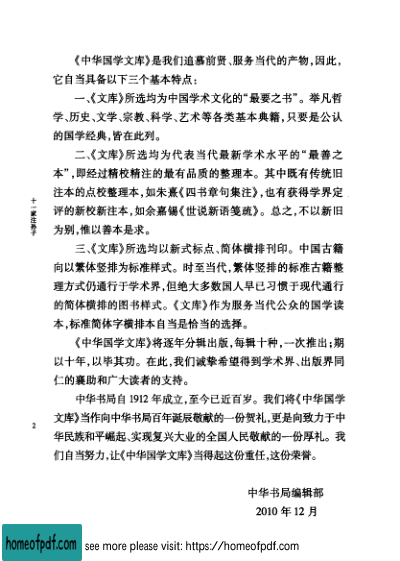 《中华国学文库》是我们追慕前贤、服务当代的产物,因此,
它自当具备以下三个基本特点:
一、《文库》所选均为中国学术文化的“最要之书”。举凡哲
学、历史、文学、宗教、科学、艺术等各类基本典籍,只要是公认
的国学经典,皆在此列。
二、《文库》所选均为代表当代最新学术水平的“最善之
本”,即经过精校精注的最有品质的整理本。其中既有传统旧
注本的点校整理本,如朱熹《四书章句集注》,也有获得学界定
评的新校新注本,如余嘉锡《世说新语笺疏》。总之,不以新旧
为别,惟以善本是求。
三、《文库》所选均以新式标点、简体横排刊印。中国古籍
向以繁体竖排为标准样式。时至当代,繁体竖排的标准古籍整
理方式仍通行于学术界,但绝大多数国人早已习惯于现代通行
的简体横排的图书样式。《文库》作为服务当代公众的国学读
本,标准简体字横排本自当是恰当的选择。
《中华国学文库》将逐年分辑出版,每辑十种,一次推出;期
以十年,以毕其功。在此,我们诚挚希望得到学术界、出版界同
仁的襄助和广大读者的支持。
中华书局自1912年成立,至今已近百岁。我们将《中华国学
文库》当作向中华书局百年诞辰敬献的一份贺礼,更是向致力于中
华民族和平崛起、实现复兴大业的全国人民敬献的一份厚礼。我
们自当努力,让《中华国学文库》当得起这份重任,这份荣誉。
中华书局编辑部
2010年12月
十一家注孙子
2
homeofpdf.com
see more please visit: https://homeofpdf.com